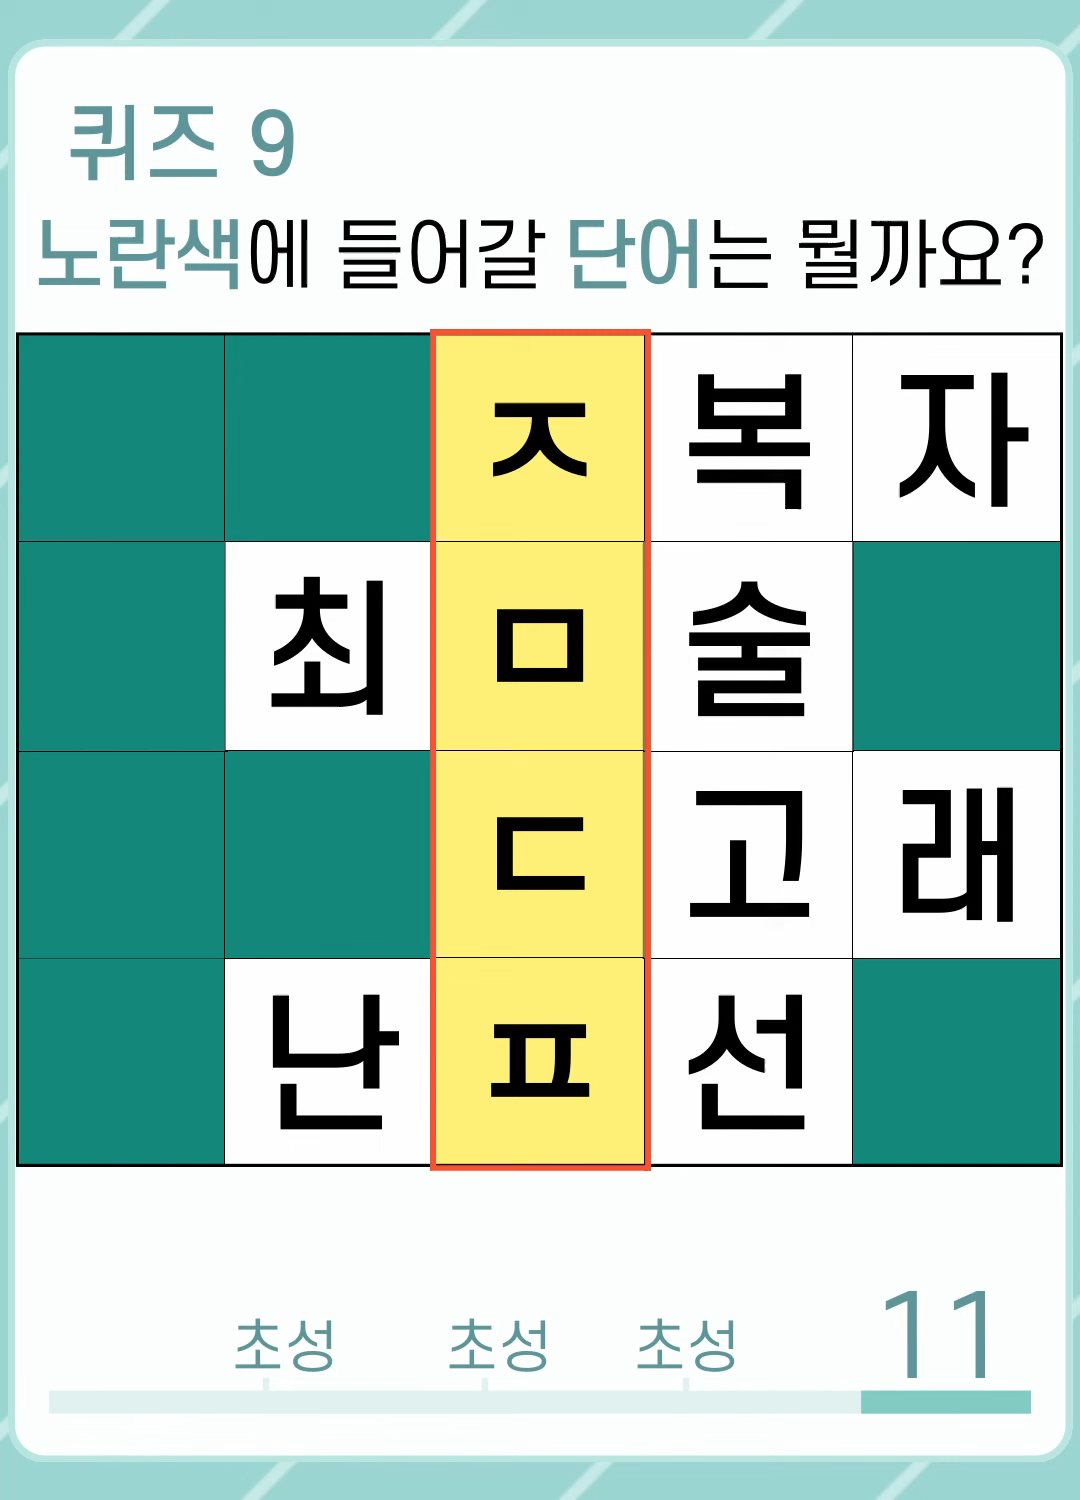 퀴즈 9
노란색에 들어갈 단어는 뭘까요?
ㅈ 복 자
최 ㅁ 술
ㄷ 고 래
난 ㅍ 선
초성 초성 초성 11